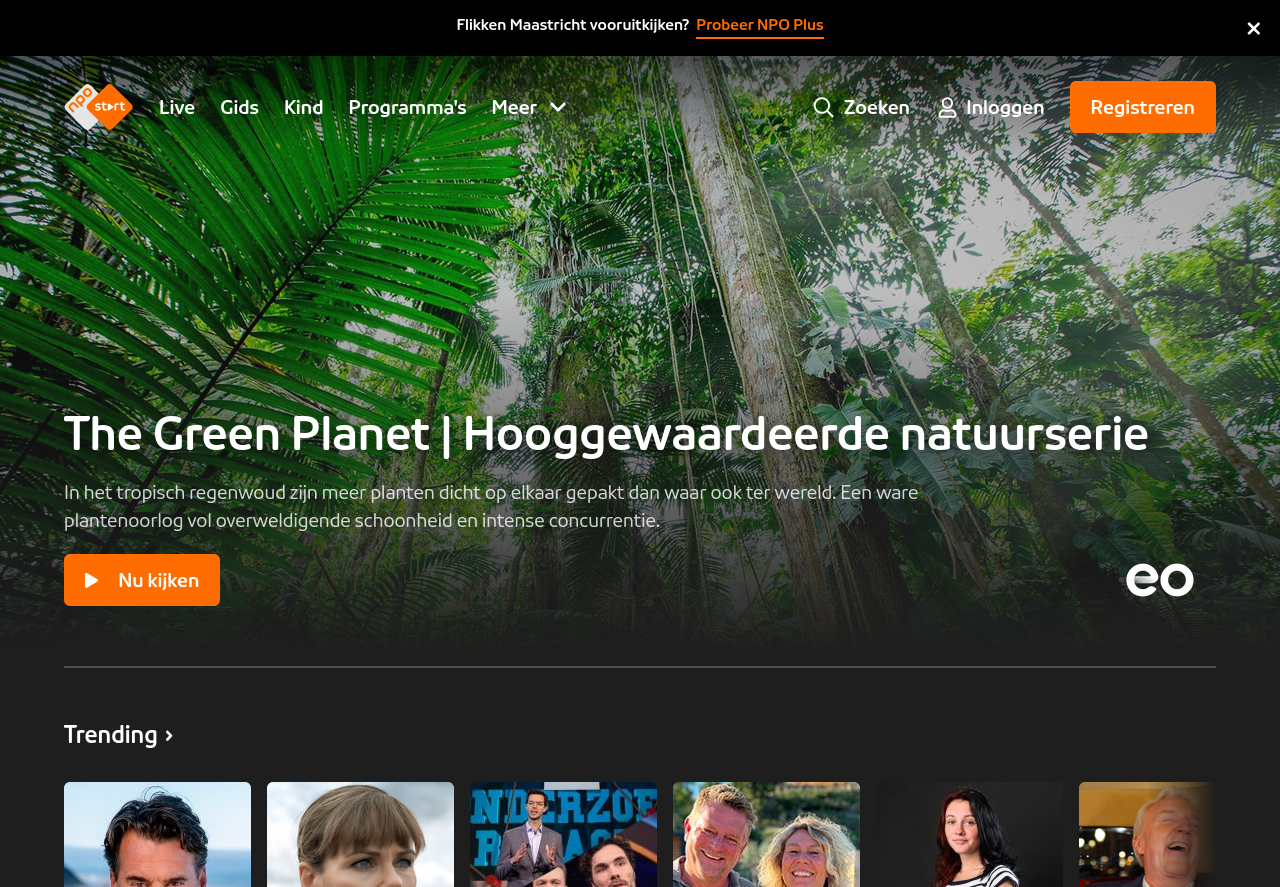 Flikken Maastricht vooruitkijken? Probeer NPO Plus
npo start
Live Gids Kind Programma's Meer Zoeken Inloggen Registreren
The Green Planet | Hooggewaardeerde natuurserie
In het tropisch regenwoud zijn meer planten dicht op elkaar gepakt dan waar ook ter wereld. Een ware
plantenoorlog vol overweldigende schoonheid en intense concurrentie.
Nu kijken
eo
Trending